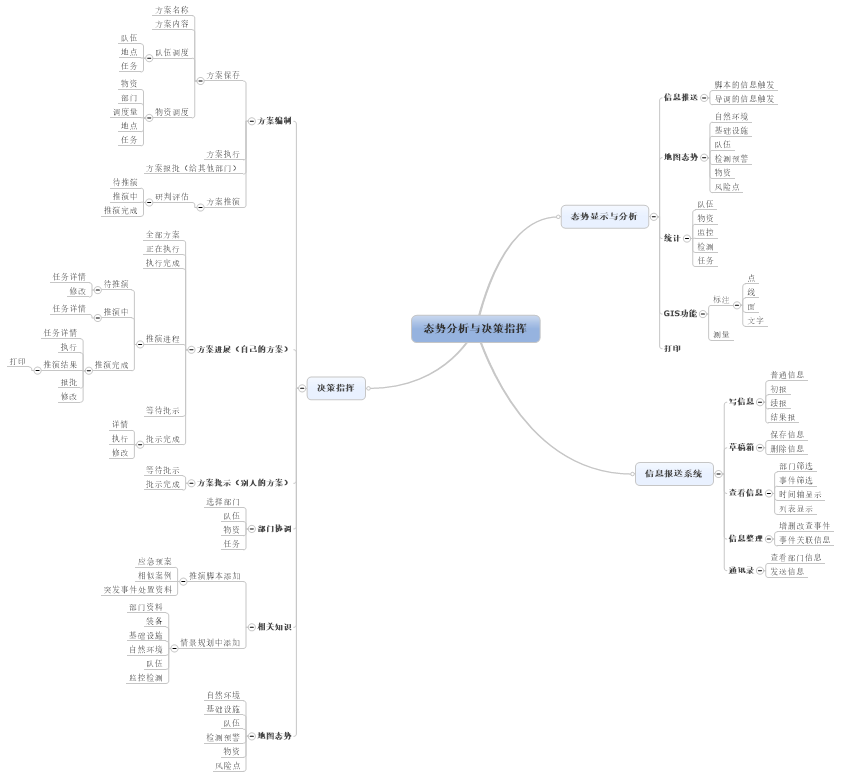 态势分析与决策指挥
态势显示与分析
信息推送
脚本的信息触发
导调的信息触发
地图态势
自然环境
基础设施
队伍
检测预警
物资
风险点
统计
队伍
物资
监控
检测
任务
GIS功能
标注
点
线
面
文字
测量
打印
信息报送系统
写信息
普通信息
初报
续报
结果报
草稿箱
保存信息
删除信息
查看信息
部门筛选
事件筛选
时间轴显示
列表显示
信息整理
增删改查事件
事件关联信息
通讯录
查看部门信息
发送信息
决策指挥
方案编制
方案保存
方案名称
方案内容
队伍调度
队伍
地点
任务
物资调度
物资
部门
调度量
地点
任务
方案执行
方案报批（给其他部门）
方案推演
研判评估
待推演
推演中
推演完成
方案进展（自己的方案）
全部方案
正在执行
执行完成
推演进程
待推演
任务详情
修改
推演中
任务详情
推演完成
任务详情
执行
推演结果
打印
报批
修改
等待批示
批示完成
详情
执行
修改
方案批示（别人的方案）
等待批示
批示完成
部门协调
选择部门
队伍
物资
任务
相关知识
推演脚本添加
应急预案
相似案例
突发事件处置资料
情景规划中添加
部门资料
装备
基础设施
自然环境
队伍
监控检测
地图态势
自然环境
基础设施
队伍
检测预警
物资
风险点